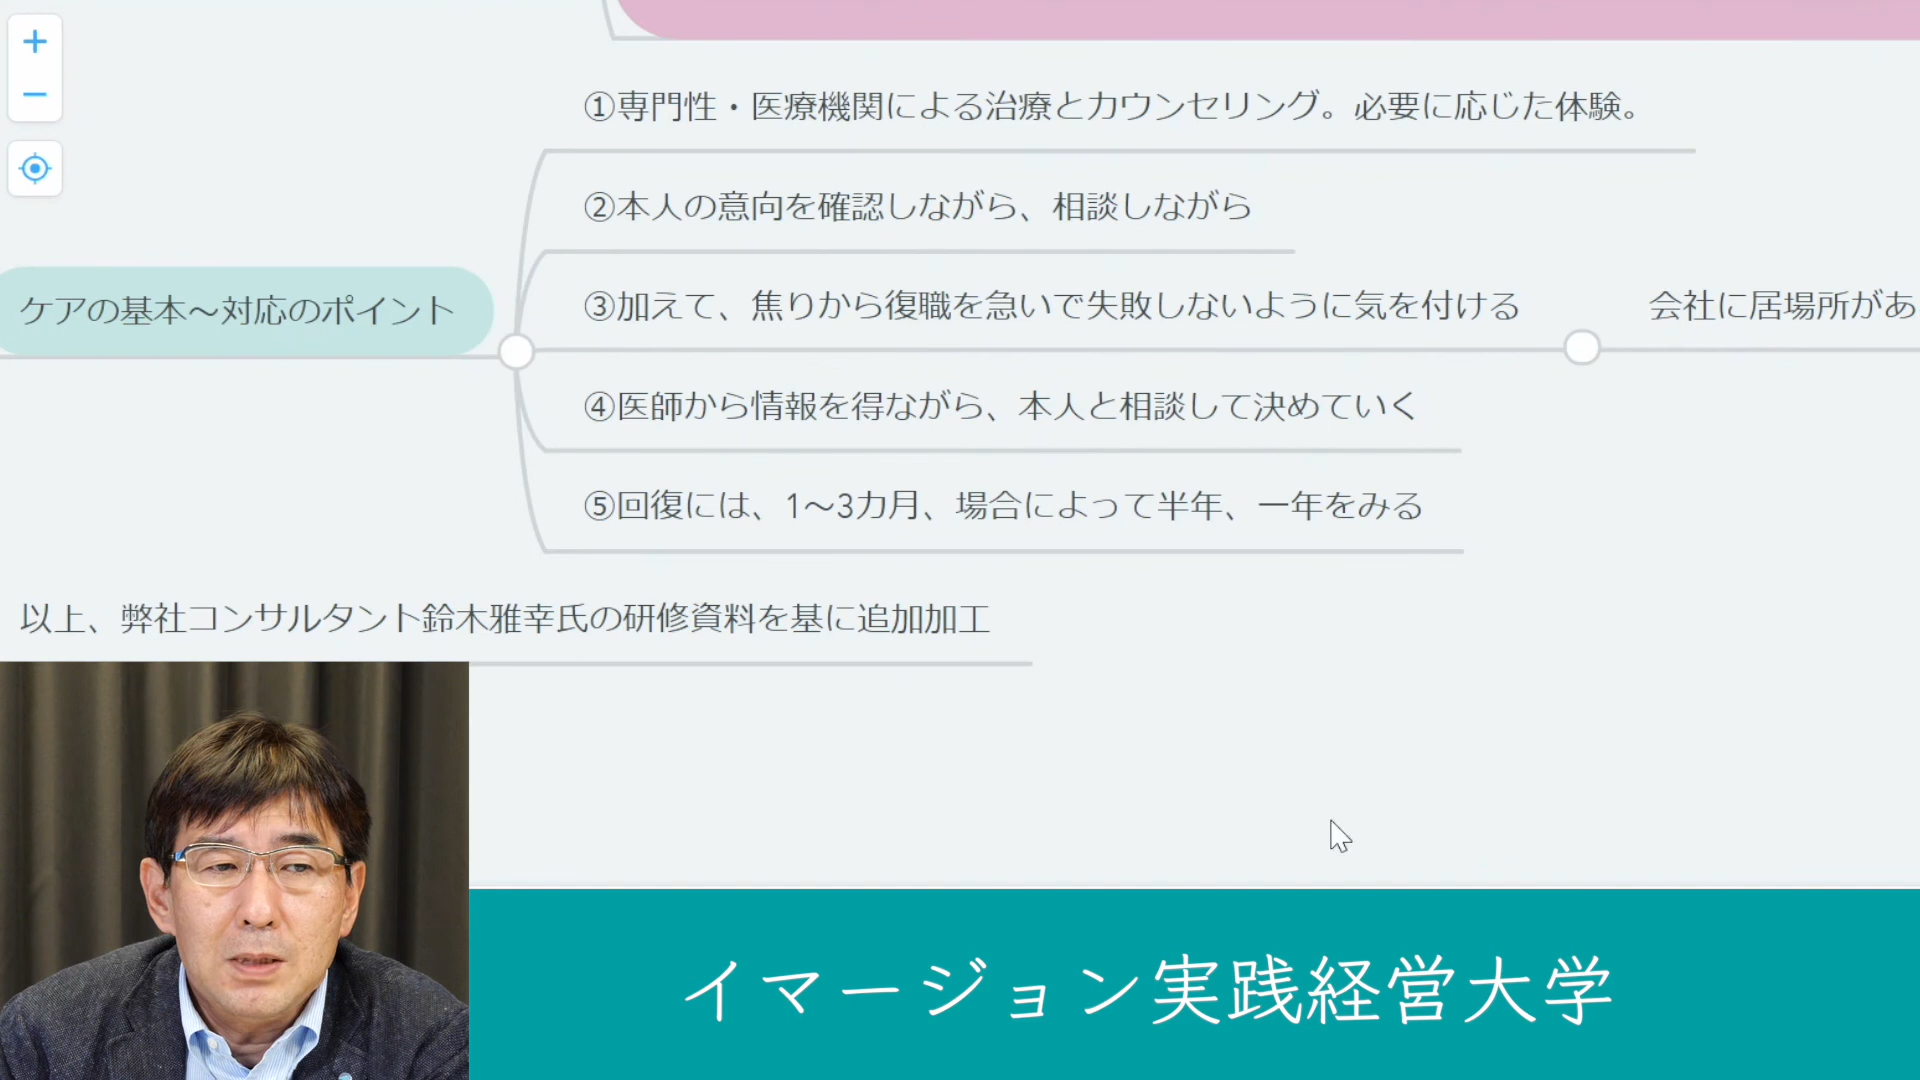 ①専門性・医療機関による治療とカウンセリング。必要に応じた体験。
②本人の意向を確認しながら、相談しながら
ケアの基本～対応のポイント
③加えて、焦りから復職を急いで失敗しないように気を付ける
会社に居場所があ
④医師から情報を得ながら、本人と相談して決めていく
⑤回復には、1～3カ月、場合によって半年、一年をみる
以上、弊社コンサルタント鈴木雅幸氏の研修資料を基に追加加工
イマージョン実践経営大学